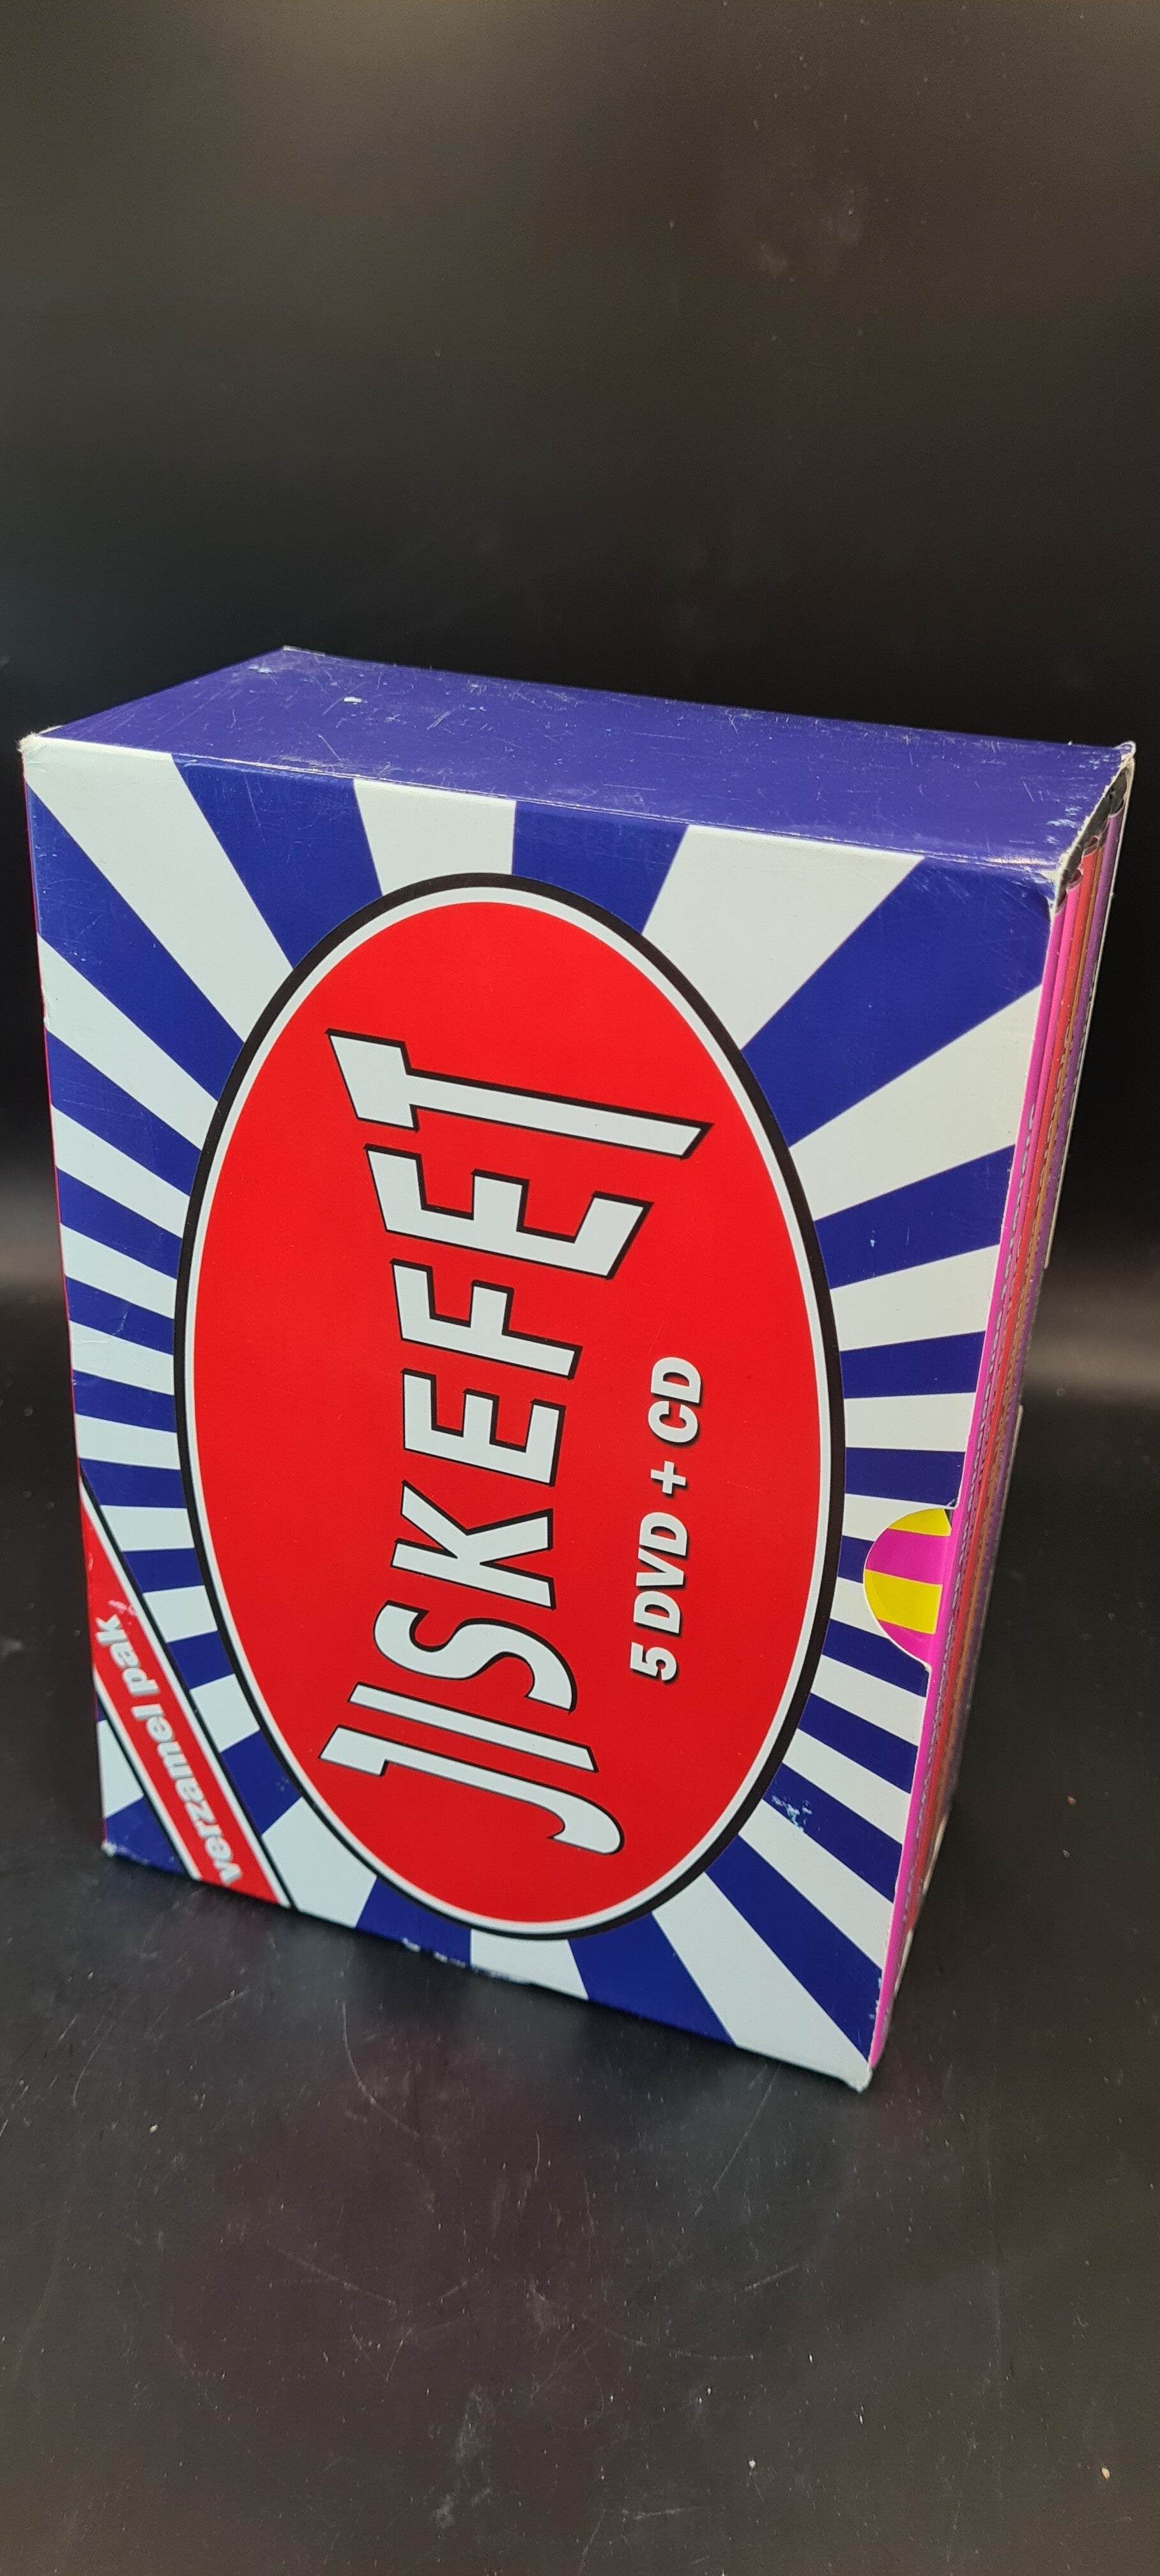 verzamel pak
JISKEFET
5 DVD + CD